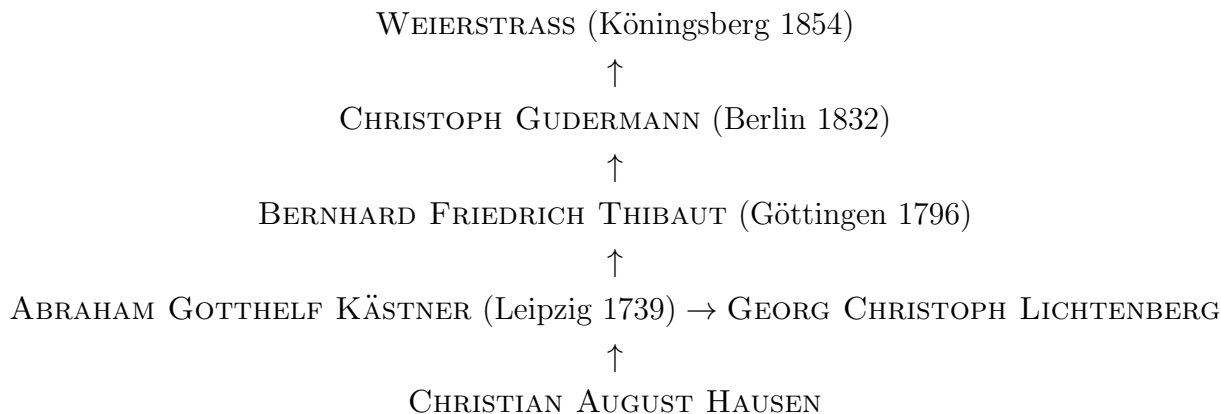 WEIERSTRASS (Köningsberg 1854)
↑
CHRISTOPH GUDERMANN (Berlin 1832)
↑
BERNHARD FRIEDRICH THIBAUT (Göttingen 1796)
↑
ABRAHAM GOTTHELF KÄSTNER (Leipzig 1739) → GEORG CHRISTOPH LICHTENBERG
↑
CHRISTIAN AUGUST HAUSEN